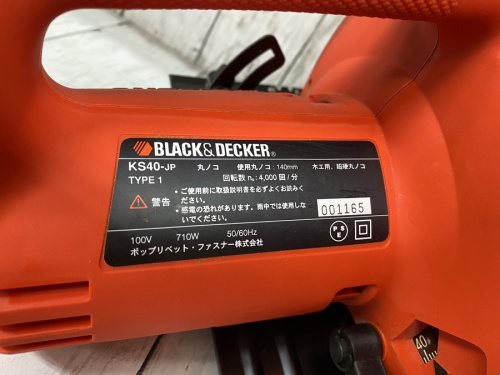 BLACK&DECKER®
KS40-JP 丸ノコ 使用丸ノコ:140mm 木工用、超硬丸ノコ
TYPE 1 回転数 n₀: 4,000 回 / 分
警告
・ご使用前に取扱説明書を必ずよくお読みください。
・感電の恐れがあります。雨中では使用しないでください。
001165
100V 710W 50/60Hz
ポップリベット・ファスナー株式会社
P S E
40